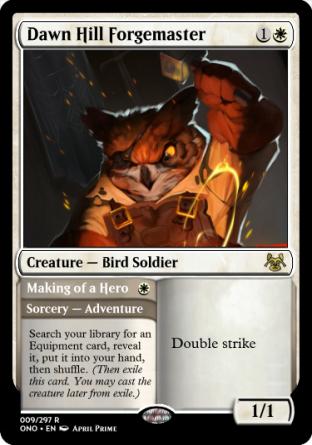 Dawn Hill Forgemaster 1
Creature — Bird Soldier
Making of a Hero
Sorcery — Adventure
Search your library for an
Equipment card, reveal
it, put it into your hand,
then shuffle. (Then exile
this card. You may cast the
creature later from exile.)
Double strike
009/297 R
ONO • EN April Prime
1/1